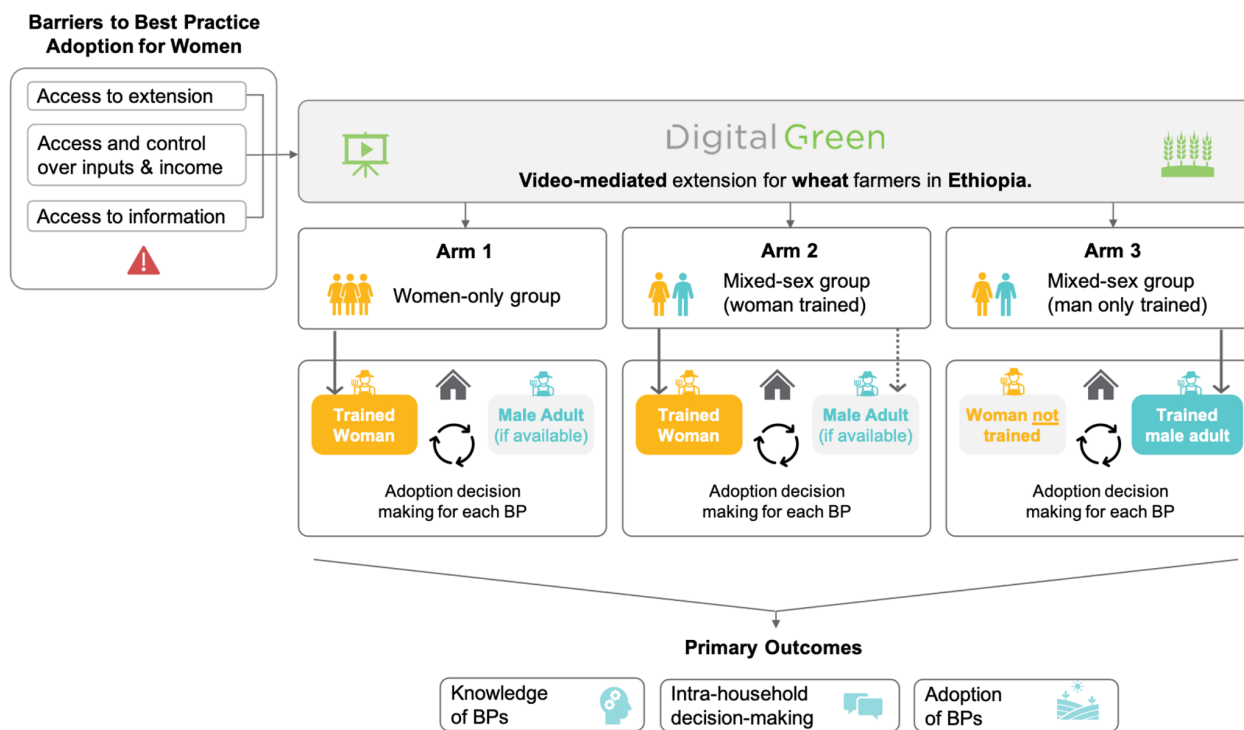 Barriers to Best Practice
Adoption for Women
Access to extension
Access and control
over inputs & income
Access to information
Digital Green
Video-mediated extension for wheat farmers in Ethiopia.
Arm 1
Women-only group
Arm 2
Mixed-sex group
(woman trained)
Arm 3
Mixed-sex group
(man only trained)
Trained
Woman
Male Adult
(if available)
Adoption decision
making for each BP
Trained
Woman
Male Adult
(if available)
Adoption decision
making for each BP
Woman not
trained
Trained
male adult
Adoption decision
making for each BP
Primary Outcomes
Knowledge
of BPs
Intra-household
decision-making
Adoption
of BPs